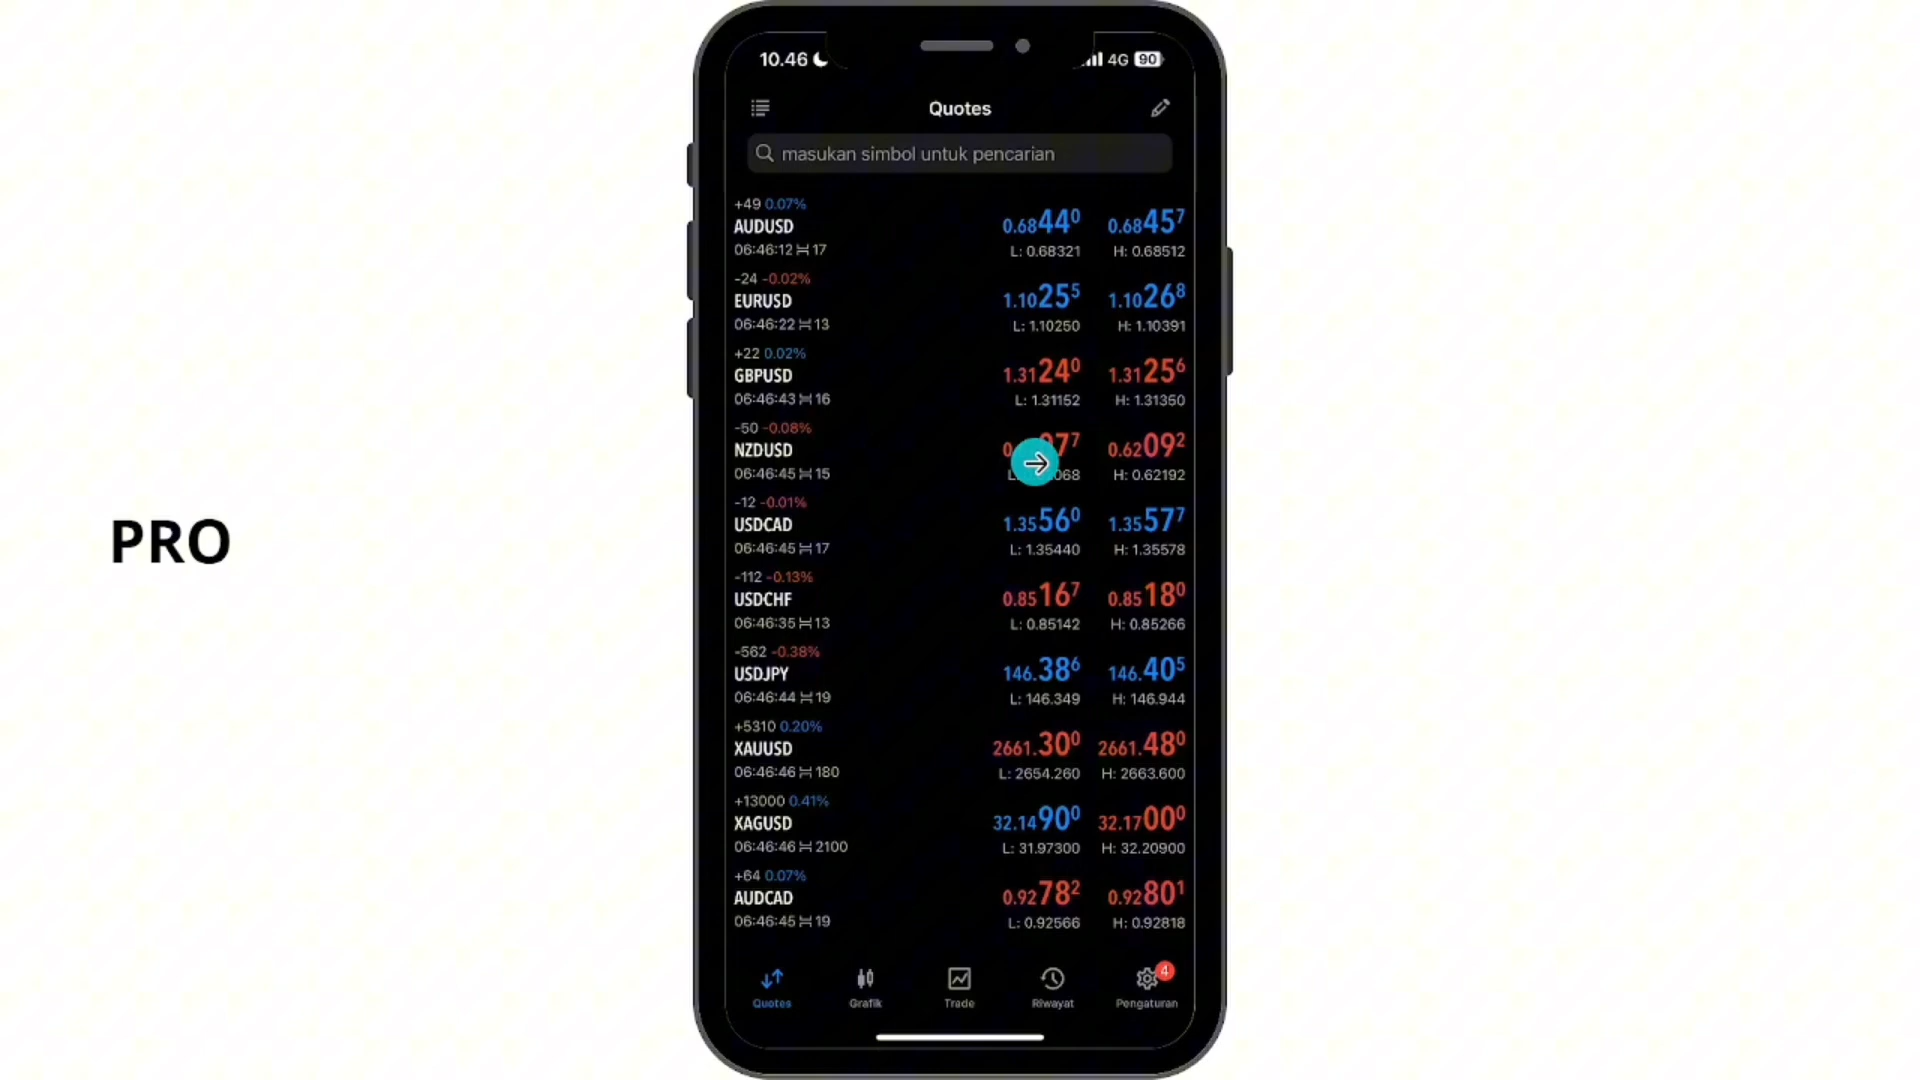 10.46
4G 90
Quotes
masukan simbol untuk pencarian
+49 0.07%
AUDUSD 0.68440 0.68457
06:46:12 17 L: 0.68321 H: 0.68512
-24 -0.02%
EURUSD 1.10255 1.10268
06:46:22 13 L: 1.10250 H: 1.10391
+22 0.02%
GBPUSD 1.31240 1.31256
06:46:43 16 L: 1.31152 H: 1.31350
-50 -0.08%
NZDUSD 0.62092
06:46:45 15 H: 0.62192
-12 -0.01%
USDCAD 1.35560 1.35577
06:46:45 17 L: 1.35440 H: 1.35578
-112 -0.13%
USDCHF 0.85167 0.85180
06:46:35 13 L: 0.85142 H: 0.85266
-562 -0.38%
USDJPY 146.386 146.405
06:46:44 19 L: 146.349 H: 146.944
+5310 0.20%
XAUUSD 2661.300 2661.480
06:46:46 180 L: 2654.260 H: 2663.600
+13000 0.41%
XAGUSD 32.14900 32.17000
06:46:46 2100 L: 31.97300 H: 32.20900
+64 0.07%
AUDCAD 0.92782 0.92801
06:46:45 19 L: 0.92566 H: 0.92818
4
Quotes Grafik Trade Riwayat Pengaturan
PRO